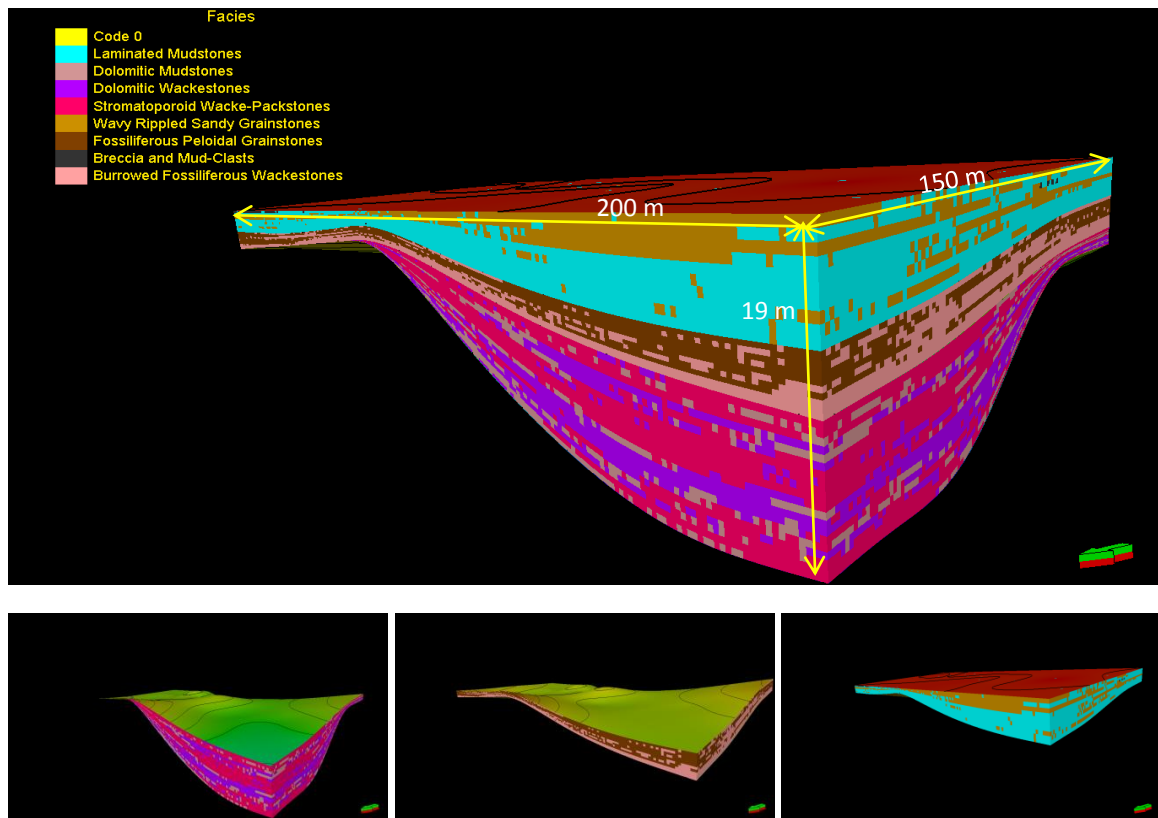 Facies
Code 0
Laminated Mudstones
Dolomitic Mudstones
Dolomitic Wackestones
Stromatoporoid Wacke-Packstones
Wavy Rippled Sandy Grainstones
Fossiliferous Peloidal Grainstones
Breccia and Mud-Clasts
Burrowed Fossiliferous Wackestones
200 m
150 m
19 m